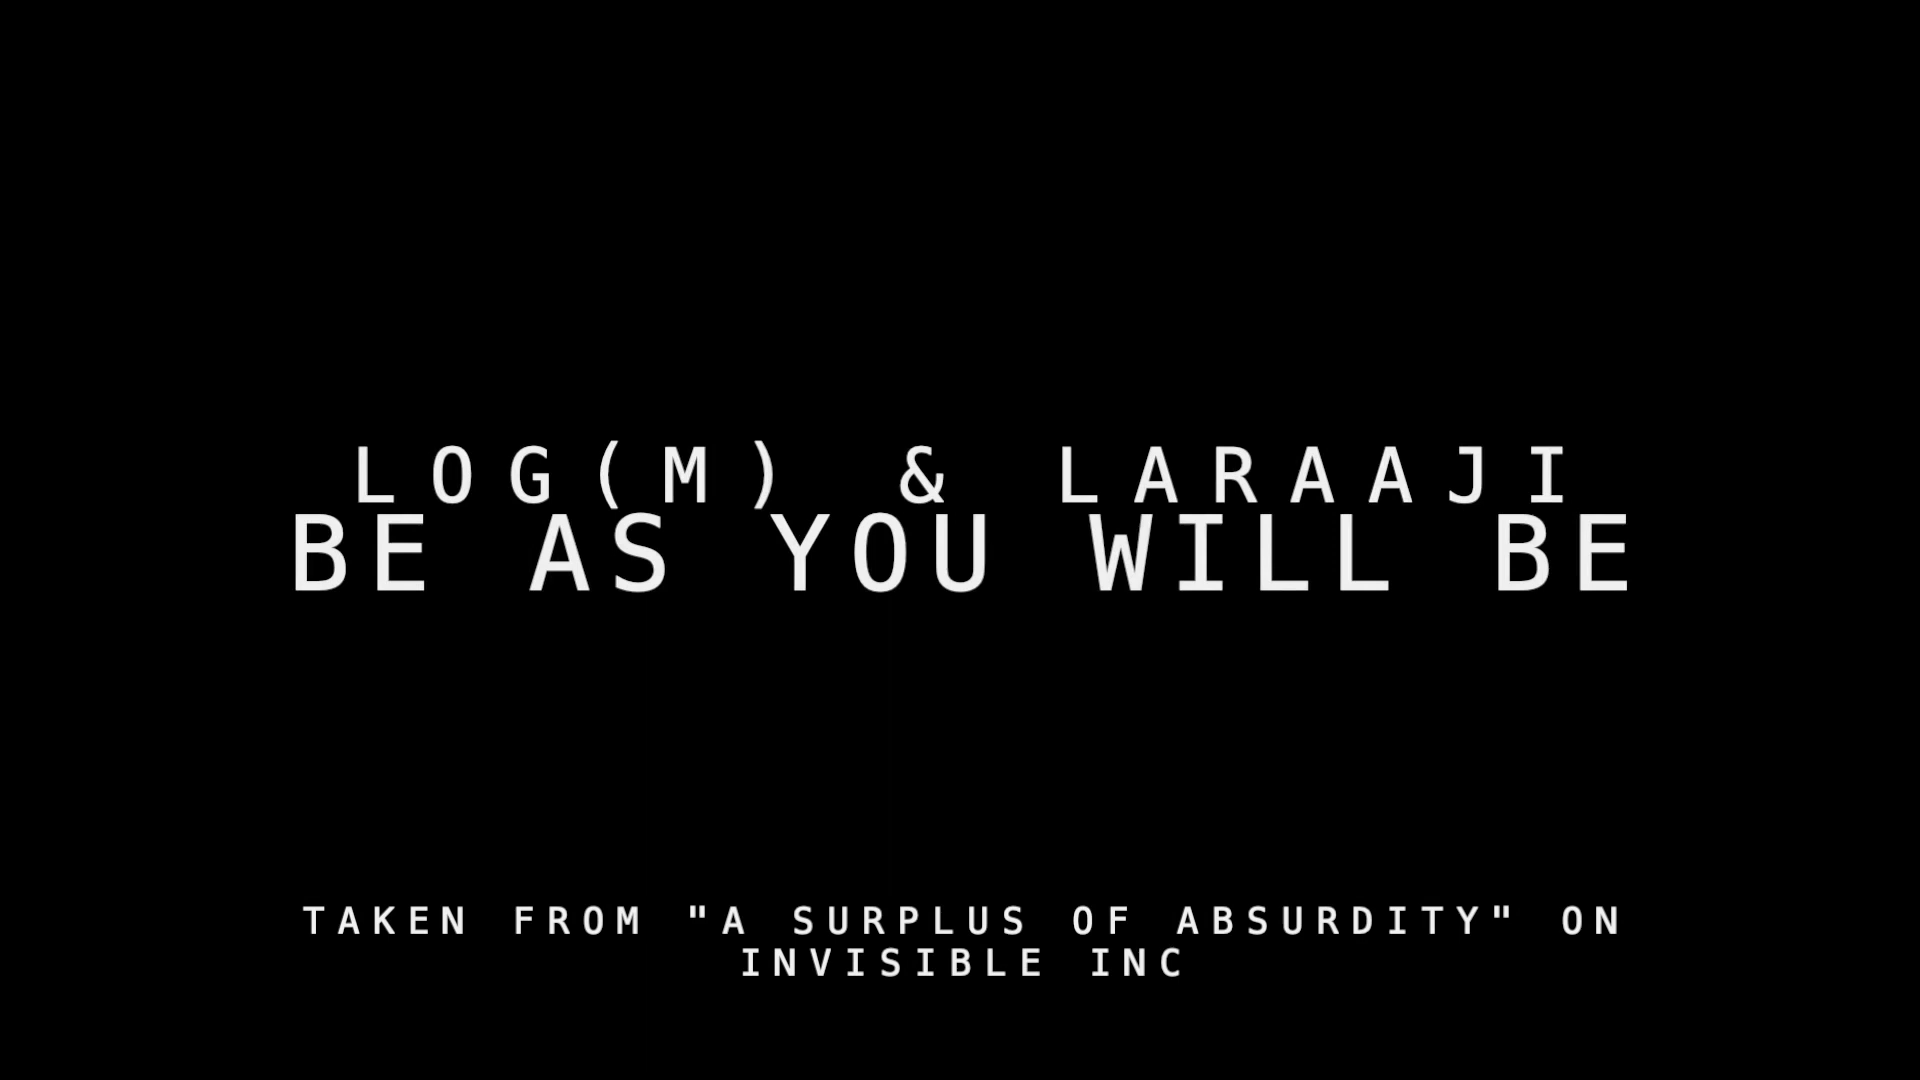 LOG(M) & LARAAJI
BE AS YOU WILL BE
TAKEN FROM "A SURPLUS OF ABSURDITY" ON
INVISIBLE INC